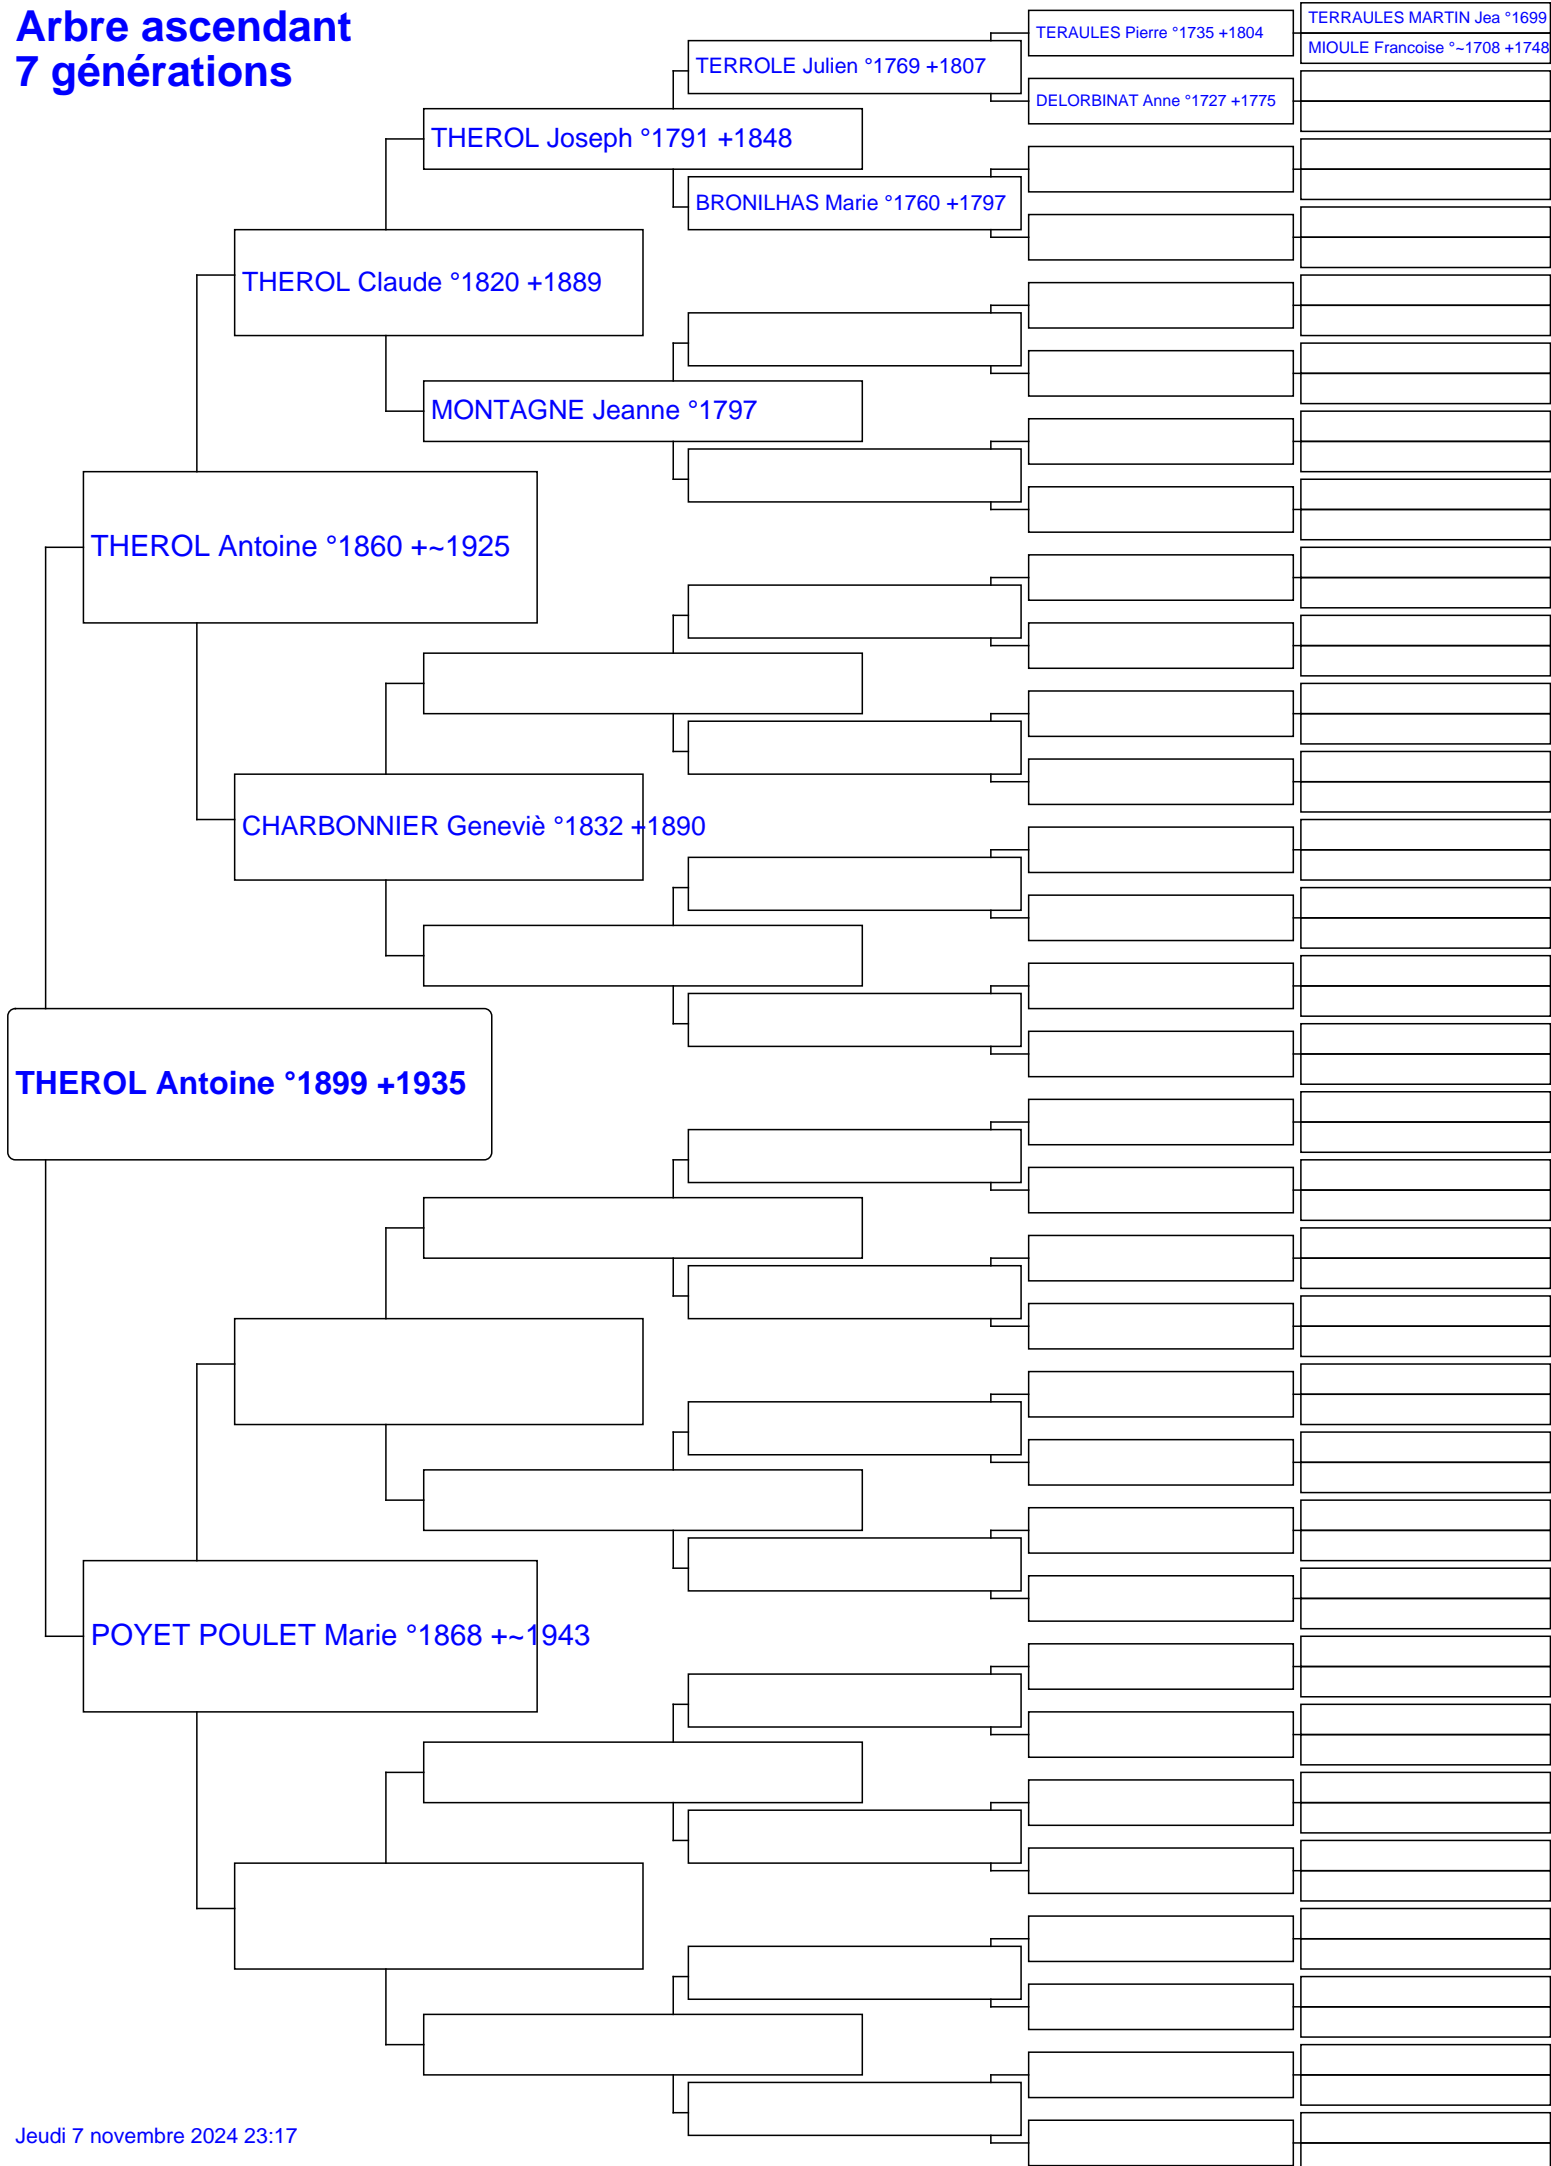 Arbre ascendant
7 générations
TERRAULES MARTIN Jea °1699
TERAULES Pierre °1735 +1804
MIOULE Francoise °~1708 +1748
TERROLE Julien °1769 +1807
DELORBINAT Anne °1727 +1775
THEROL Joseph °1791 +1848
BRONILHAS Marie °1760 +1797
THEROL Claude °1820 +1889
MONTAGNE Jeanne °1797
THEROL Antoine °1860 +~1925
CHARBONNIER Geneviè °1832 +1890
THEROL Antoine °1899 +1935
POYET POULET Marie °1868 +~1943
Jeudi 7 novembre 2024 23:17